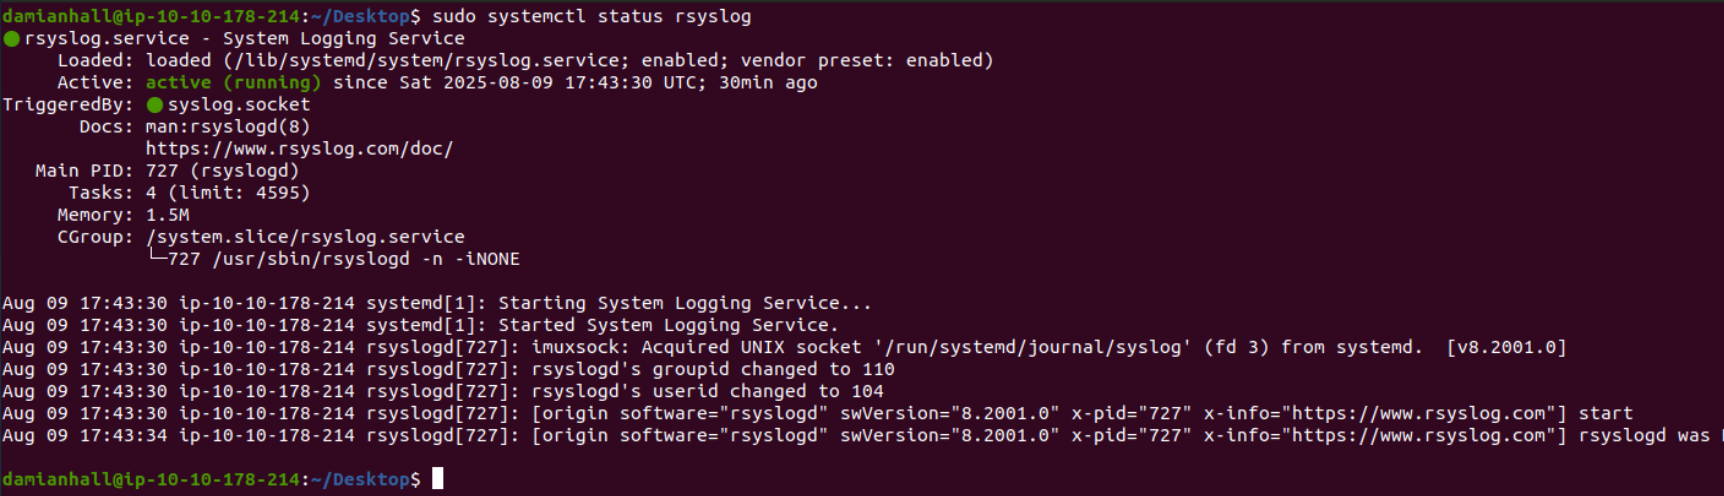 damianhall@ip-10-10-178-214:~/Desktop$ sudo systemctl status rsyslog
● rsyslog.service - System Logging Service
     Loaded: loaded (/lib/systemd/system/rsyslog.service; enabled; vendor preset: enabled)
     Active: active (running) since Sat 2025-08-09 17:43:30 UTC; 30min ago
TriggeredBy: ● syslog.socket
       Docs: man:rsyslogd(8)
             https://www.rsyslog.com/doc/
   Main PID: 727 (rsyslogd)
      Tasks: 4 (limit: 4595)
     Memory: 1.5M
     CGroup: /system.slice/rsyslog.service
             └─727 /usr/sbin/rsyslogd -n -iNONE
Aug 09 17:43:30 ip-10-10-178-214 systemd[1]: Starting System Logging Service...
Aug 09 17:43:30 ip-10-10-178-214 systemd[1]: Started System Logging Service.
Aug 09 17:43:30 ip-10-10-178-214 rsyslogd[727]: imuxsock: Acquired UNIX socket '/run/systemd/journal/syslog' (fd 3) from systemd.  [v8.2001.0]
Aug 09 17:43:30 ip-10-10-178-214 rsyslogd[727]: rsyslogd's groupid changed to 110
Aug 09 17:43:30 ip-10-10-178-214 rsyslogd[727]: rsyslogd's userid changed to 104
Aug 09 17:43:30 ip-10-10-178-214 rsyslogd[727]: [origin software="rsyslogd" swVersion="8.2001.0" x-pid="727" x-info="https://www.rsyslog.com"] start
Aug 09 17:43:34 ip-10-10-178-214 rsyslogd[727]: [origin software="rsyslogd" swVersion="8.2001.0" x-pid="727" x-info="https://www.rsyslog.com"] rsyslogd was
damianhall@ip-10-10-178-214:~/Desktop$